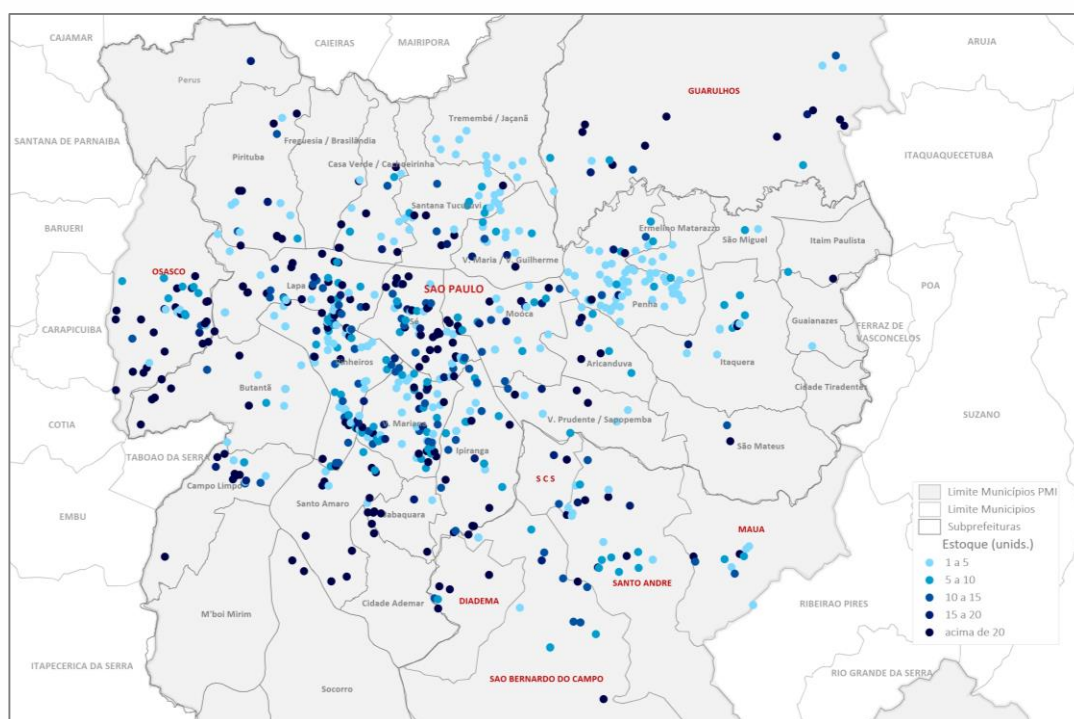 CAJAMAR
CAIEIRAS
MAIRIPORA
ARUJA
Perus
GUARULHOS
Tremembé / Jaçanã
SANTANA DE PARNAIBA
Freguesia / Brasilândia
Pirituba
Casa Verde / Cachoeirinha
ITAQUAQUECETUBA
Santana Tucuruvi
Ermelino Matarazzo
São Miguel
Itaim Paulista
BARUERI
V. Maria / V. Guilherme
OSASCO
Lapa
SAO PAULO
Penha
POA
Sé
Moóca
Guaianazes
CARAPICUIBA
FERRAZ DE
VASCONCELOS
Pinheiros
Aricanduva
Itaquera
Butantã
Cidade Tiradentes
SUZANO
COTIA
V. Mariana
V. Prudente / Sapopemba
Ipiranga
São Mateus
TABOAO DA SERRA
Campo Limpo
S C S
Santo Amaro
Jabaquara
EMBU
MAUA
Limite Municípios PMI
Limite Municípios
Subprefeituras
Estoque (unids.)
1 a 5
5 a 10
10 a 15
15 a 20
acima de 20
SANTO ANDRE
Cidade Ademar
DIADEMA
M'boi Mirim
RIBEIRAO PIRES
ITAPECERICA DA SERRA
SAO BERNARDO DO CAMPO
RIO GRANDE DA SERRA
Socorro